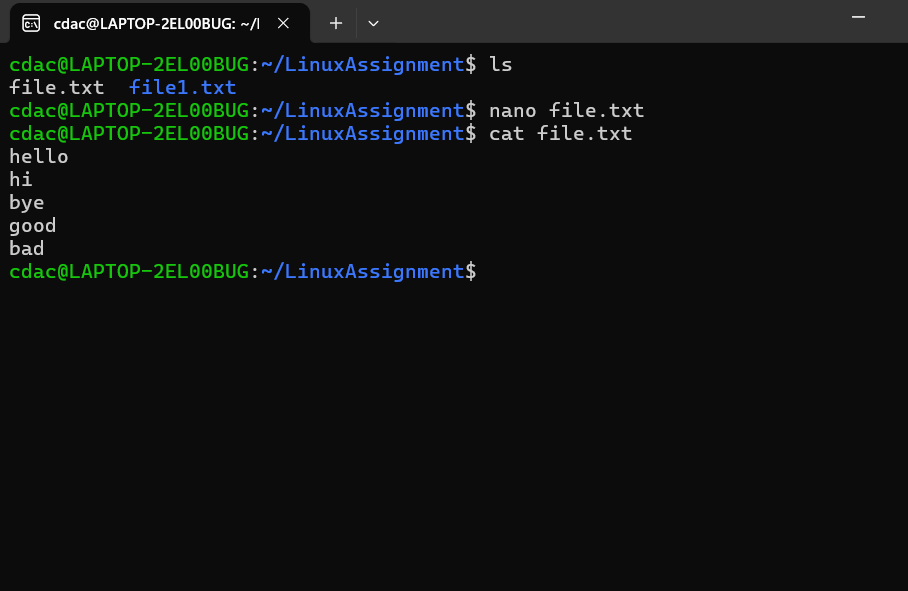 cdac@LAPTOP-2EL00BUG: ~/l
cdac@LAPTOP-2EL00BUG:~/LinuxAssignment$ ls
file.txt  file1.txt
cdac@LAPTOP-2EL00BUG:~/LinuxAssignment$ nano file.txt
cdac@LAPTOP-2EL00BUG:~/LinuxAssignment$ cat file.txt
hello
hi
bye
good
bad
cdac@LAPTOP-2EL00BUG:~/LinuxAssignment$